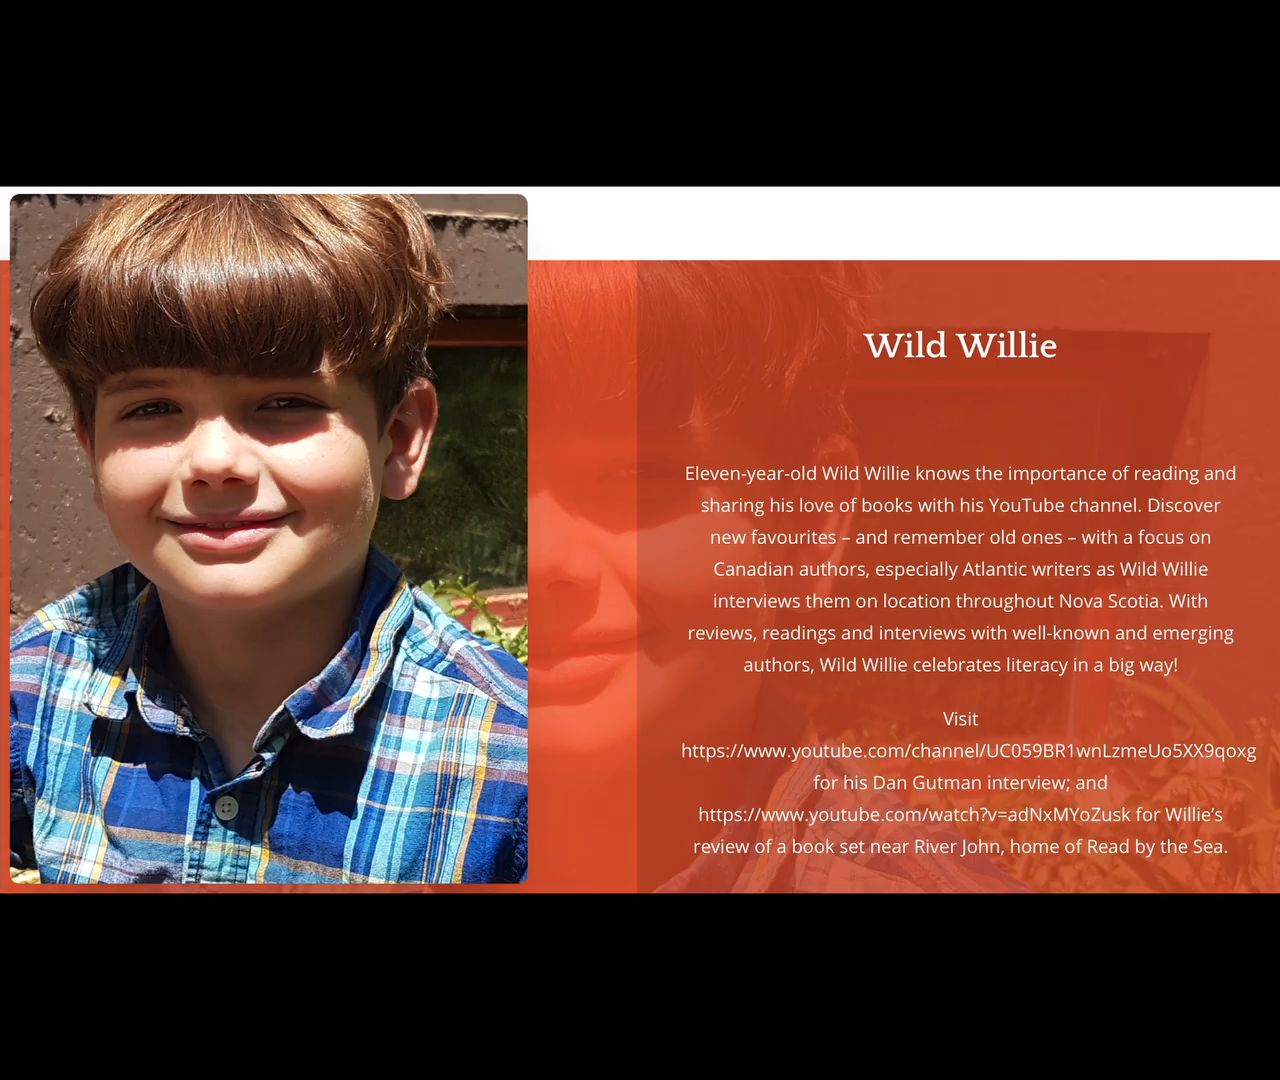 Wild Willie
Eleven-year-old Wild Willie knows the importance of reading and
sharing his love of books with his YouTube channel. Discover
new favourites – and remember old ones – with a focus on
Canadian authors, especially Atlantic writers as Wild Willie
interviews them on location throughout Nova Scotia. With
reviews, readings and interviews with well-known and emerging
authors, Wild Willie celebrates literacy in a big way!
Visit
https://www.youtube.com/channel/UC059BR1wnLzmeUo5XX9qoxg
for his Dan Gutman interview; and
https://www.youtube.com/watch?v=adNxMYoZusk for Willie’s
review of a book set near River John, home of Read by the Sea.